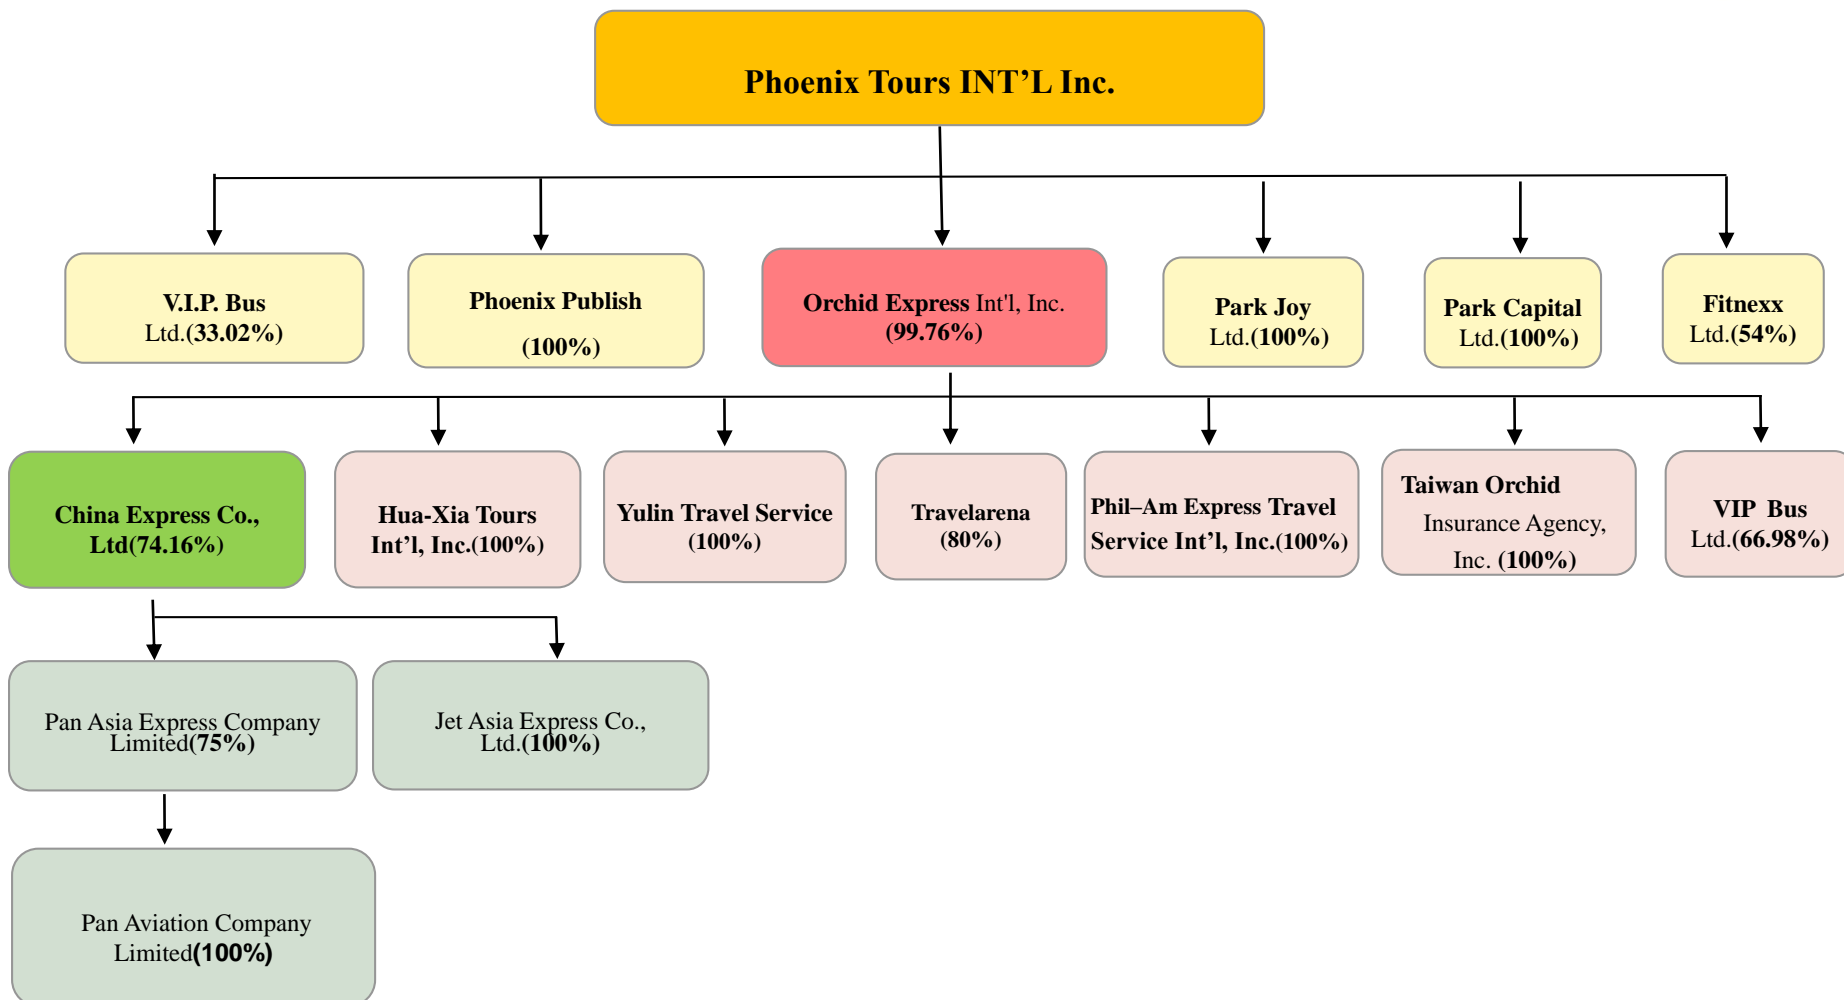 Phoenix Tours INT’L Inc.
V.I.P. Bus
Ltd.(33.02%)
Phoenix Publish
(100%)
Orchid Express Int'l, Inc.
(99.76%)
Park Joy
Ltd.(100%)
Park Capital
Ltd.(100%)
Fitnexx
Ltd.(54%)
China Express Co.,
Ltd(74.16%)
Hua-Xia Tours
Int’l, Inc.(100%)
Yulin Travel Service
(100%)
Travelarena
(80%)
Phil–Am Express Travel
Service Int’l, Inc.(100%)
Taiwan Orchid
Insurance Agency,
Inc. (100%)
VIP Bus
Ltd.(66.98%)
Pan Asia Express Company
Limited(75%)
Jet Asia Express Co.,
Ltd.(100%)
Pan Aviation Company
Limited(100%)